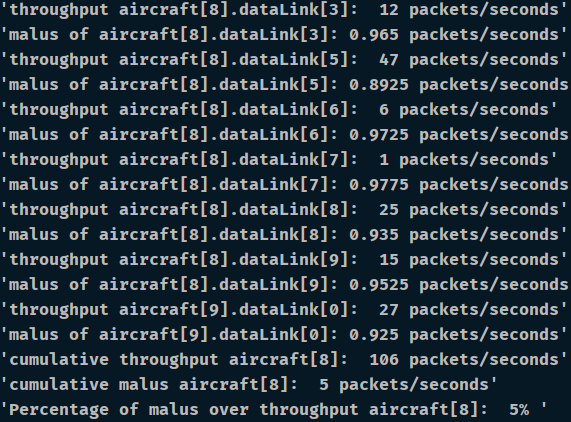 'throughput aircraft[8].dataLink[3]:  12 packets/seconds'
'malus of aircraft[8].dataLink[3]: 0.965 packets/seconds'
'throughput aircraft[8].dataLink[5]:  47 packets/seconds'
'malus of aircraft[8].dataLink[5]: 0.8925 packets/seconds
'throughput aircraft[8].dataLink[6]:  6 packets/seconds'
'malus of aircraft[8].dataLink[6]: 0.9725 packets/seconds
'throughput aircraft[8].dataLink[7]:  1 packets/seconds'
'malus of aircraft[8].dataLink[7]: 0.9775 packets/seconds
'throughput aircraft[8].dataLink[8]:  25 packets/seconds'
'malus of aircraft[8].dataLink[8]: 0.935 packets/seconds'
'throughput aircraft[8].dataLink[9]:  15 packets/seconds'
'malus of aircraft[8].dataLink[9]: 0.9525 packets/seconds
'throughput aircraft[9].dataLink[0]:  27 packets/seconds'
'malus of aircraft[9].dataLink[0]: 0.925 packets/seconds'
'cumulative throughput aircraft[8]:  106 packets/seconds'
'cumulative malus aircraft[8]:  5 packets/seconds'
'Percentage of malus over throughput aircraft[8]:  5% '